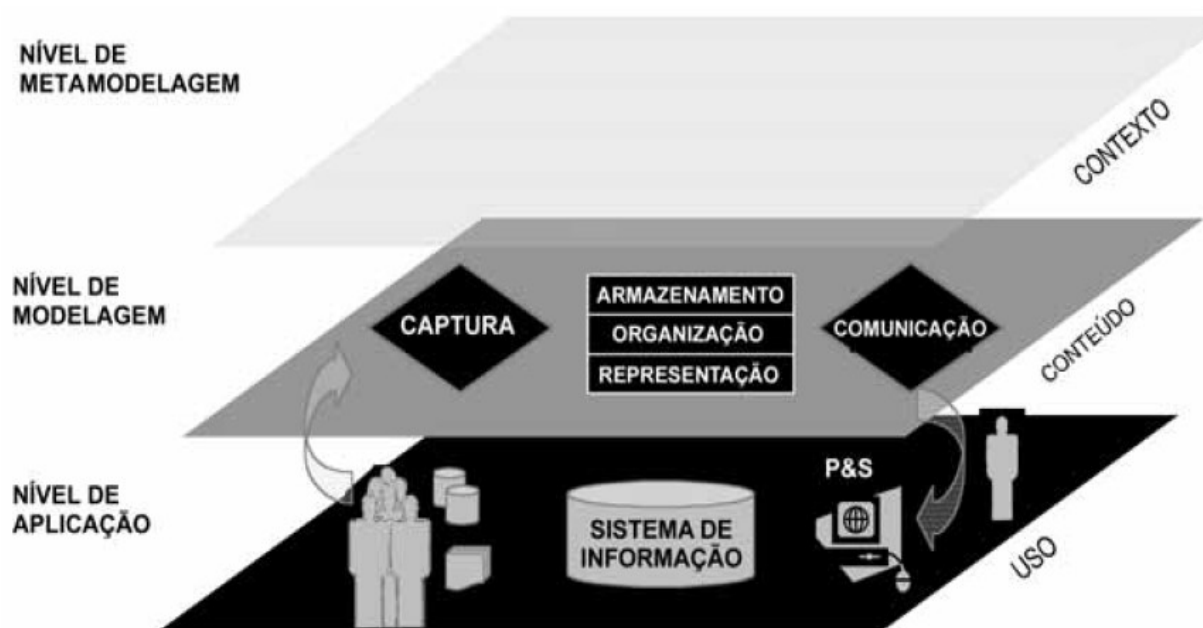 NÍVEL DE
METAMODELAGEM
CONTEXTO
NÍVEL DE
MODELAGEM
CAPTURA
ARMAZENAMENTO
ORGANIZAÇÃO
REPRESENTAÇÃO
COMUNICAÇÃO
CONTEÚDO
NÍVEL DE
APLICAÇÃO
SISTEMA DE
INFORMAÇÃO
P&S
USO